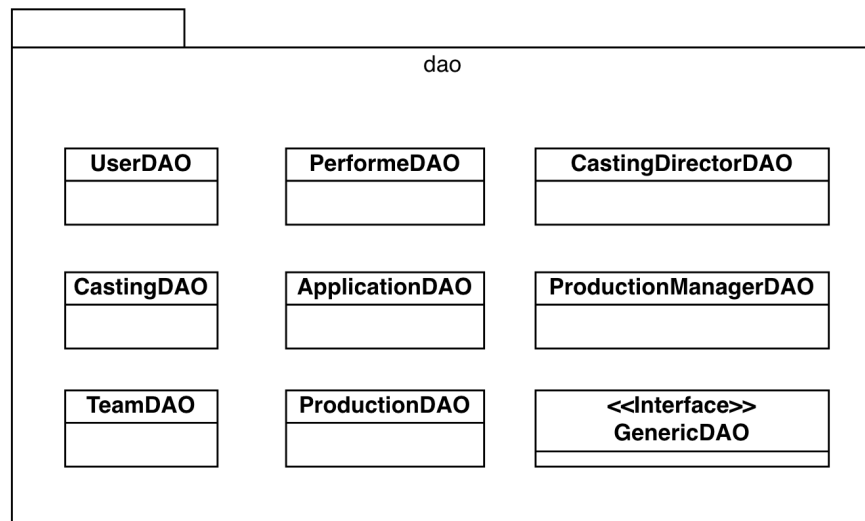 dao
UserDAO
PerformeDAO
CastingDirectorDAO
CastingDAO
ApplicationDAO
ProductionManagerDAO
TeamDAO
ProductionDAO
<<Interface>>
GenericDAO